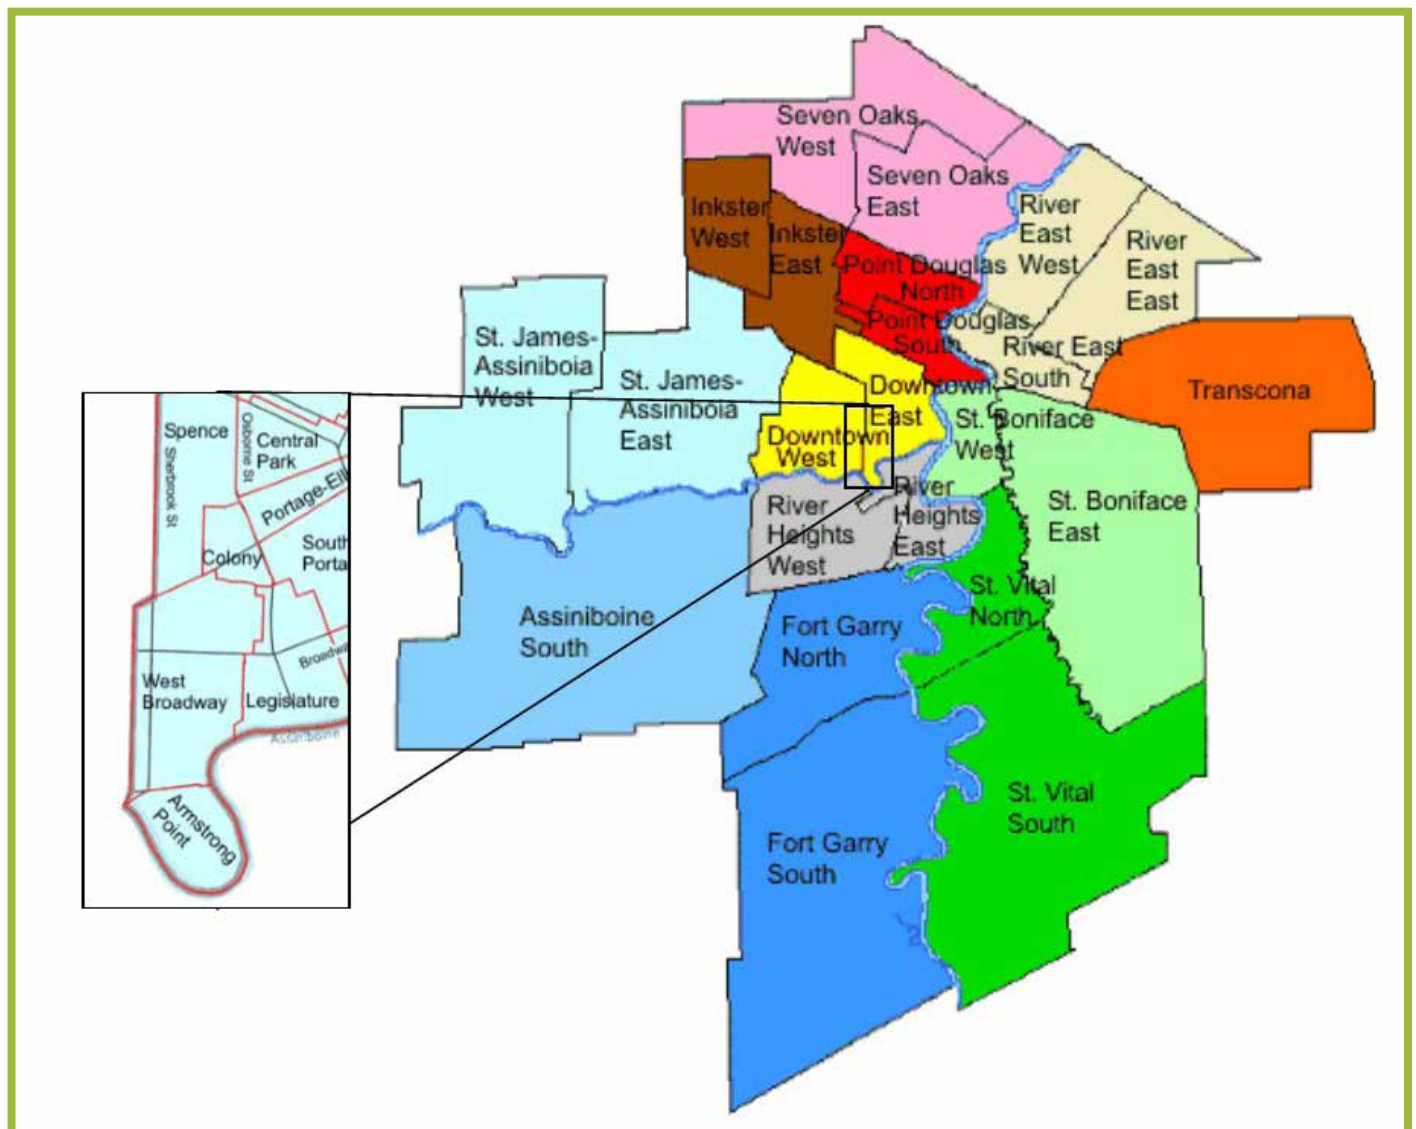 Seven Oaks
West
Seven Oaks
East
Inkster
West
Inkster
East
River
East
West
River
East
East
Point Douglas
North
Point Douglas
South
River East
South
Transcona
St. James-
Assiniboia
West
St. James-
Assiniboia
East
Downtown
East
Downtown
West
St. Boniface
West
St. Boniface
East
River
Heights
West
River
Heights
East
St. Vital
North
Assiniboine
South
Fort Garry
North
St. Vital
South
Fort Garry
South
Spence
Sherbrook St
Osborne St
Central
Park
Portage-Ell
Colony
South
Porta
Broadwa
West
Broadway
Legislature
Assiniboine
Armstrong
Point